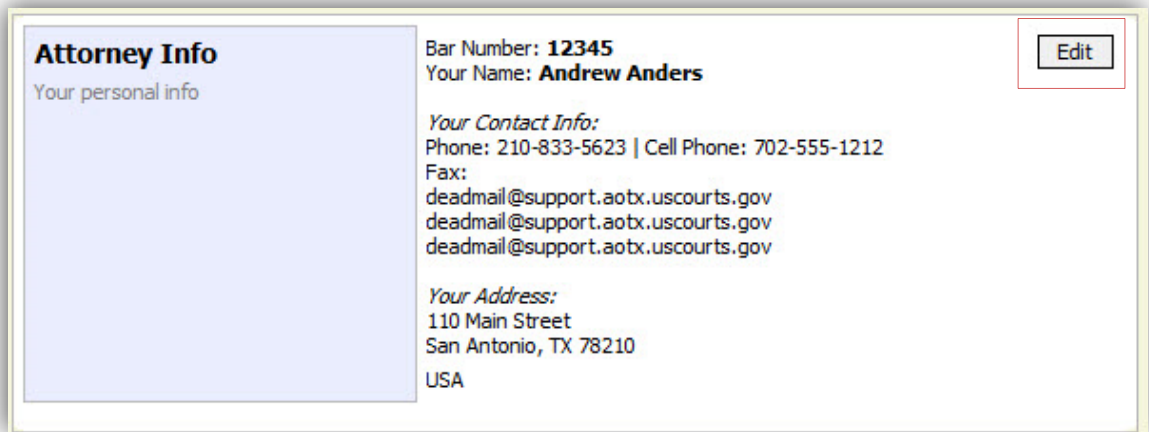 Attorney Info
Your personal info
Bar Number: 12345
Your Name: Andrew Anders
Your Contact Info:
Phone: 210-833-5623 | Cell Phone: 702-555-1212
Fax:
deadmail@support.aotx.uscourts.gov
deadmail@support.aotx.uscourts.gov
deadmail@support.aotx.uscourts.gov
Your Address:
110 Main Street
San Antonio, TX 78210
USA
Edit